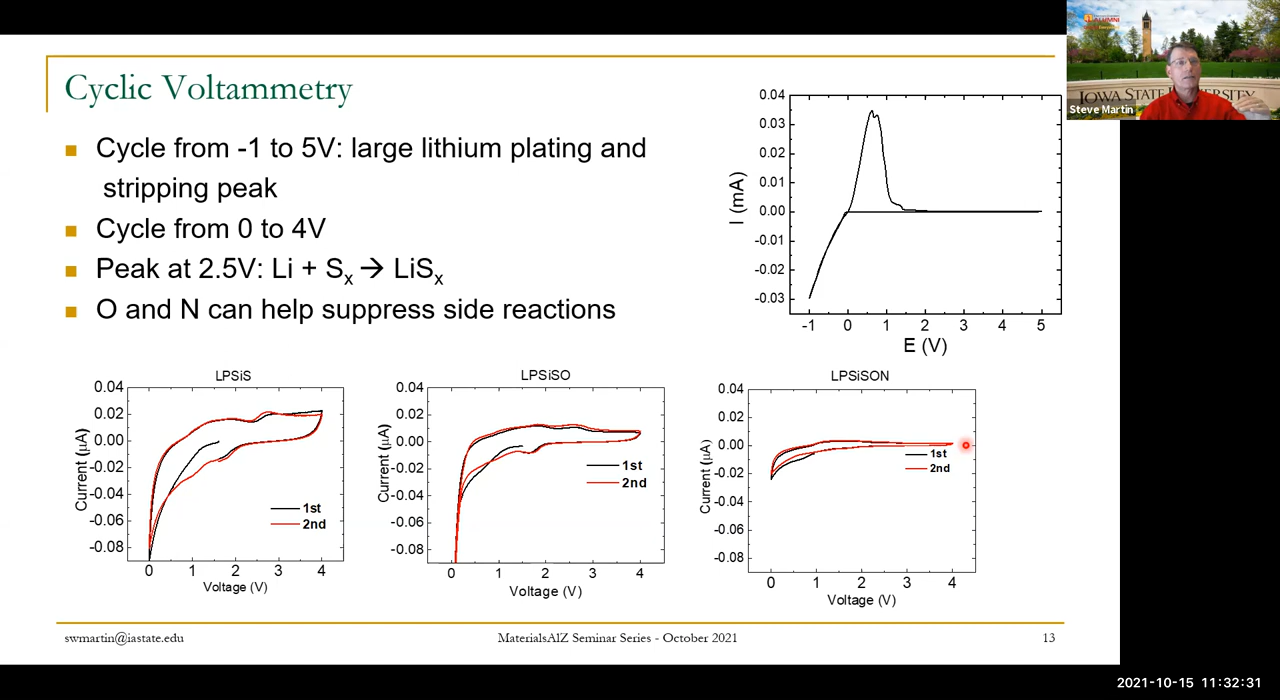 Cyclic Voltammetry
Cycle from -1 to 5V: large lithium plating and
stripping peak
Cycle from 0 to 4V
Peak at 2.5V: Li + Sx → LiSx
O and N can help suppress side reactions
0.04
0.03
0.02
0.01
0.00
-0.01
-0.02
-0.03
I (mA)
-1 0 1 2 3 4 5
E (V)
ALUMNI
IOWA STATE UNIVERSITY
Steve Martin
LPSiS
0.04
0.02
0.00
-0.02
-0.04
-0.06
-0.08
Current (µA)
1st
2nd
0 1 2 3 4
Voltage (V)
LPSiSO
0.04
0.02
0.00
-0.02
-0.04
-0.06
-0.08
Current (µA)
1st
2nd
0 1 2 3 4
Voltage (V)
LPSiSON
0.04
0.02
0.00
-0.02
-0.04
-0.06
-0.08
Current (µA)
1st
2nd
0 1 2 3 4
Voltage (V)
swmartin@iastate.edu
MaterialsAlZ Seminar Series - October 2021
13
2021-10-15 11:32:31